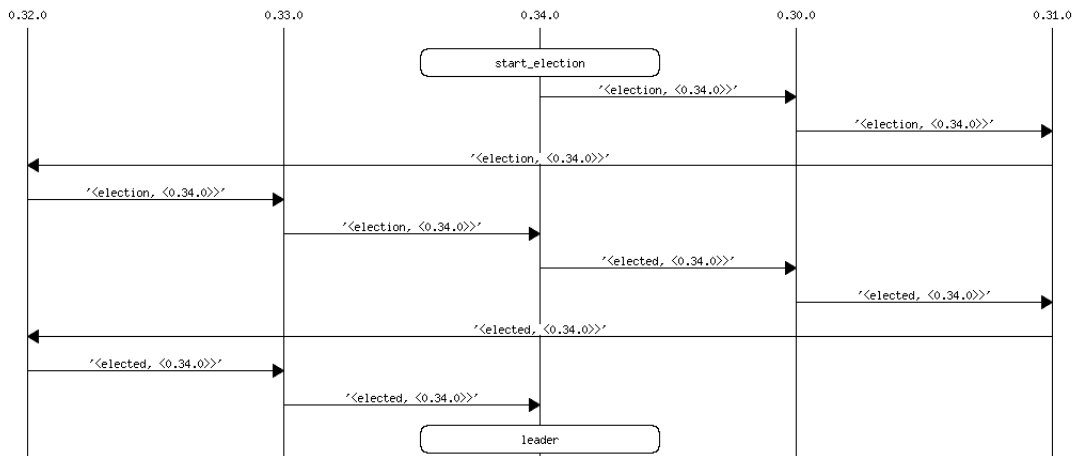 0.32.0 0.33.0 0.34.0 0.30.0 0.31.0
start_election
'<election, <0.34.0>>'
'<election, <0.34.0>>'
'<election, <0.34.0>>'
'<election, <0.34.0>>'
'<election, <0.34.0>>'
'<elected, <0.34.0>>'
'<elected, <0.34.0>>'
'<elected, <0.34.0>>'
'<elected, <0.34.0>>'
'<elected, <0.34.0>>'
leader